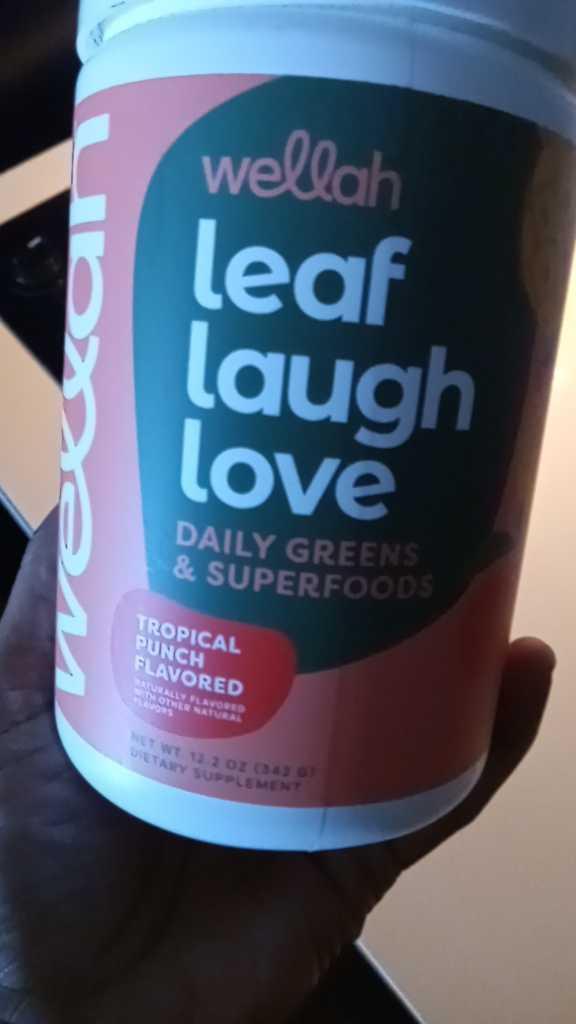 wellah
wellah
leaf
laugh
love
DAILY GREENS
& SUPERFOODS
TROPICAL
PUNCH
FLAVORED
NATURALLY FLAVORED
WITH OTHER NATURAL
FLAVORS
NET WT. 12.2 OZ (342 G)
DIETARY SUPPLEMENT